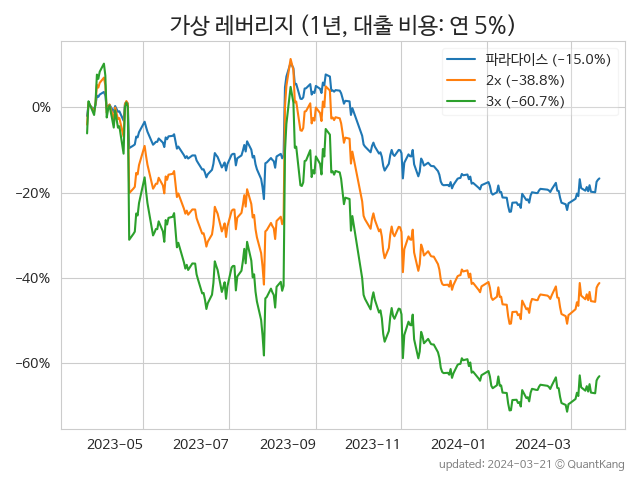 가상 레버리지 (1년, 대출 비용: 연 5%)
파라다이스 (−15.0%)
2x (−38.8%)
3x (−60.7%)
0%
−20%
−40%
−60%
2023-05 2023-07 2023-09 2023-11 2024-01 2024-03
updated: 2024-03-21 © QuantKang